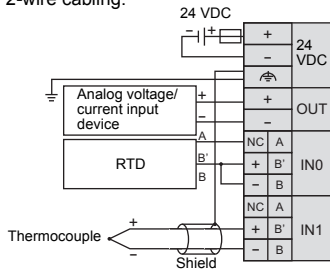 2-wire cabling:
24 VDC
- +
+
-
24
VDC
Analog voltage/
current input
device
+
-
+
-
OUT
RTD
A
B'
B
NC A
+ B'
- B
IN0
Thermocouple
+
-
Shield
NC A
+ B'
- B
IN1